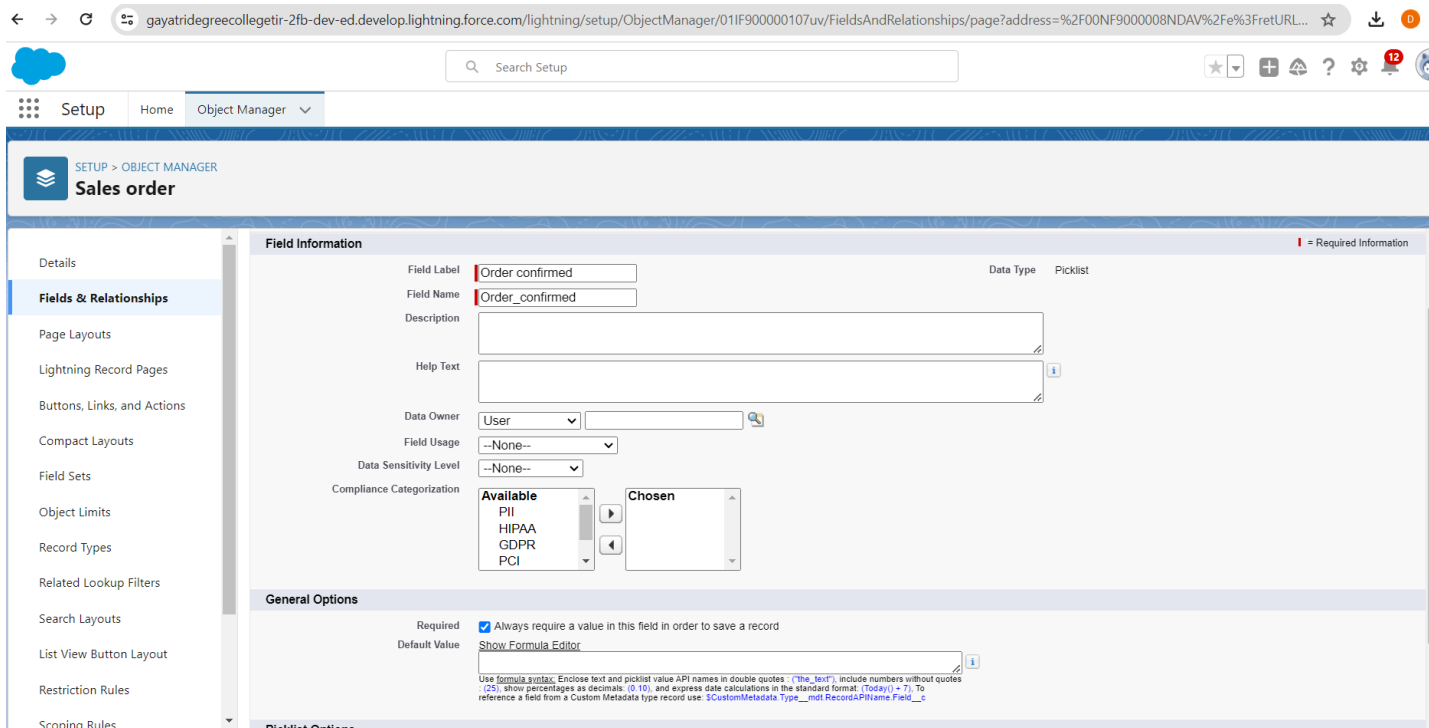 gayatridegreecollegetir-2fb-dev-ed.develop.lightning.force.com/lightning/setup/ObjectManager/01IF900000107uv/FieldsAndRelationships/page?address=%2F00NF9000008NDAV%2Fe%3FretURL...
D
Search Setup
12
Setup
Home
Object Manager
SETUP > OBJECT MANAGER
Sales order
Details
Fields & Relationships
Page Layouts
Lightning Record Pages
Buttons, Links, and Actions
Compact Layouts
Field Sets
Object Limits
Record Types
Related Lookup Filters
Search Layouts
List View Button Layout
Restriction Rules
Scoping Rules
Field Information
= Required Information
Field Label Order confirmed Data Type Picklist
Field Name Order_confirmed
Description
Help Text
Data Owner User
Field Usage --None--
Data Sensitivity Level --None--
Compliance Categorization
Available Chosen
PII
HIPAA
GDPR
PCI
General Options
Required Always require a value in this field in order to save a record
Default Value Show Formula Editor
Use formula syntax: Enclose text and picklist value API names in double quotes : ("the_text"), include numbers without quotes
: (25), show percentages as decimals: (0.10), and express date calculations in the standard format: (Today() + 7), To
reference a field from a Custom Metadata type record use: $CustomMetadata.Type__mdt.RecordAPIName.Field__c
Picklist Options